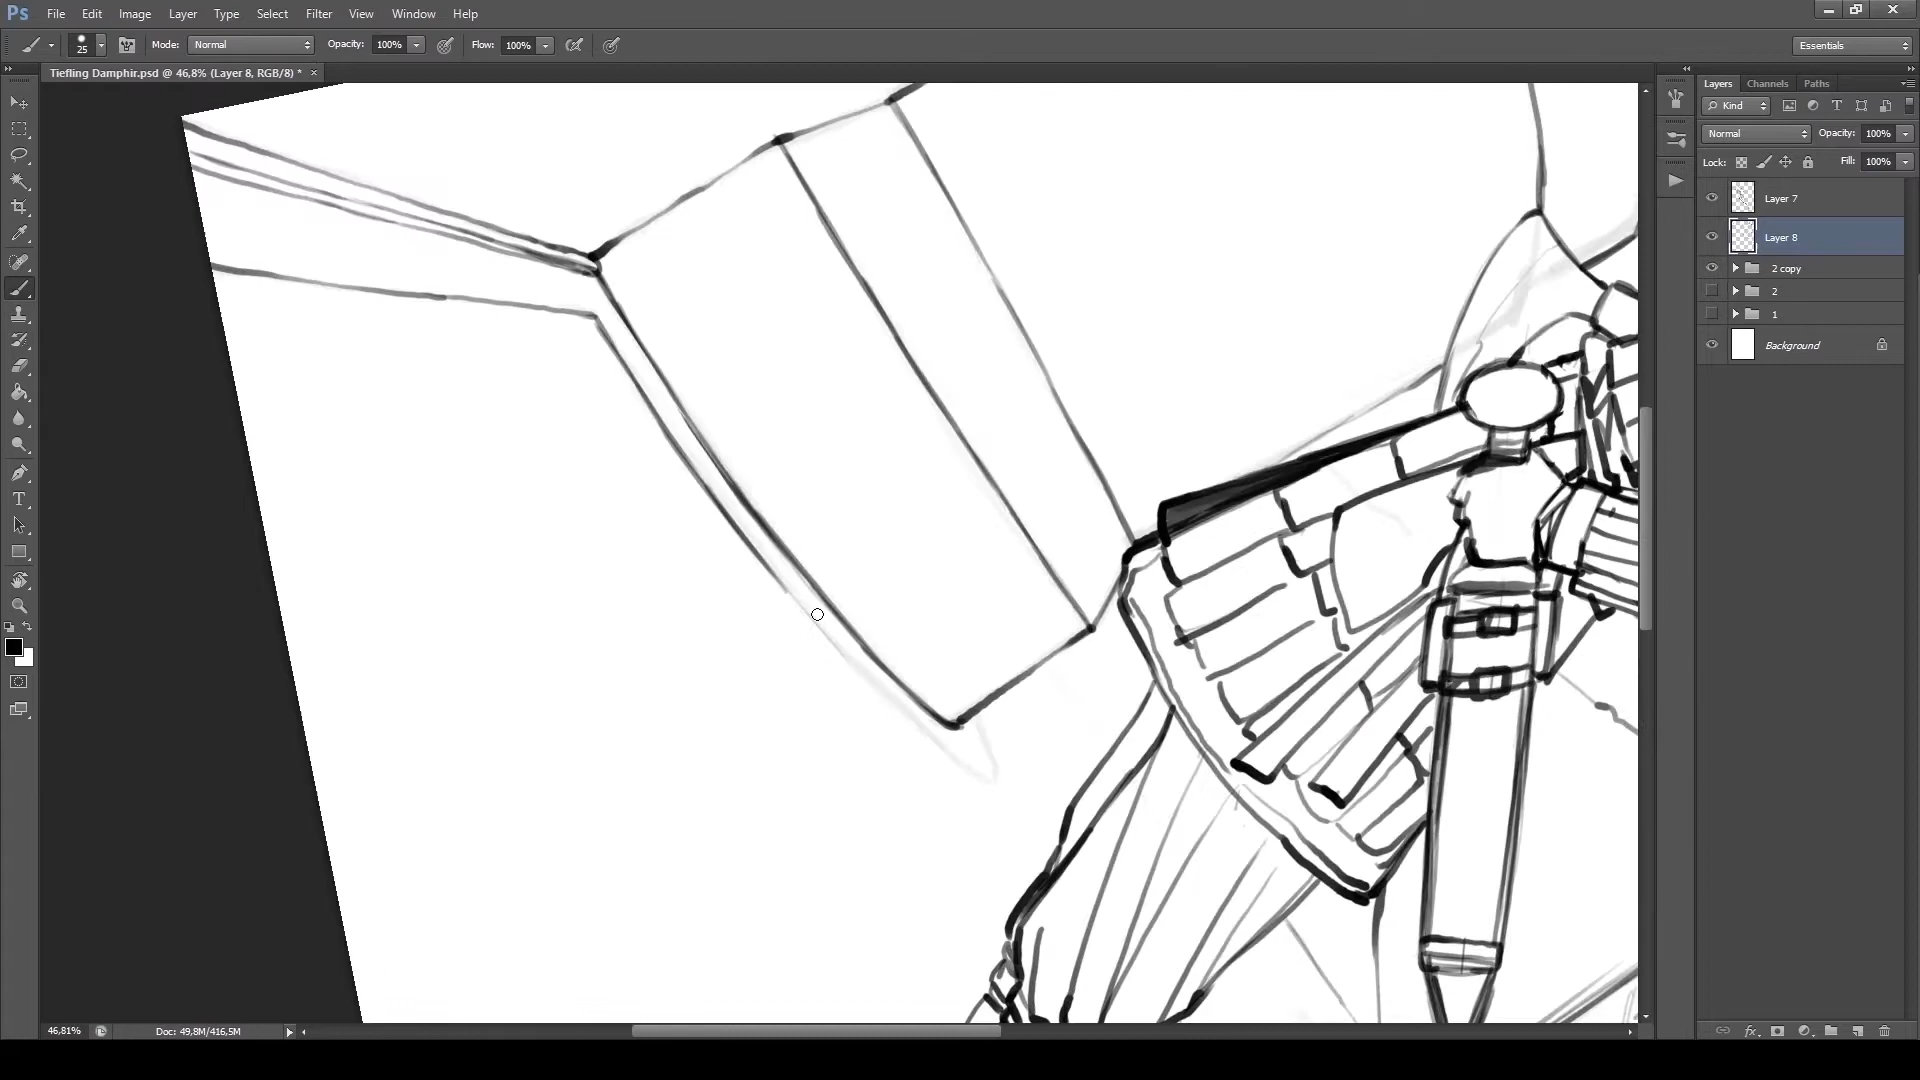 Ps File Edit Image Layer Type Select Filter View Window Help
25 Mode: Normal Opacity: 100% Flow: 100% Essentials
Tiefling Damphir.psd @ 46,8% (Layer 8, RGB/8) * ×
Layers Channels Paths
Kind
Normal Opacity: 100%
Lock: Fill: 100%
Layer 7
Layer 8
2 copy
2
1
Background
46,81% Doc: 49,8M/416,5M